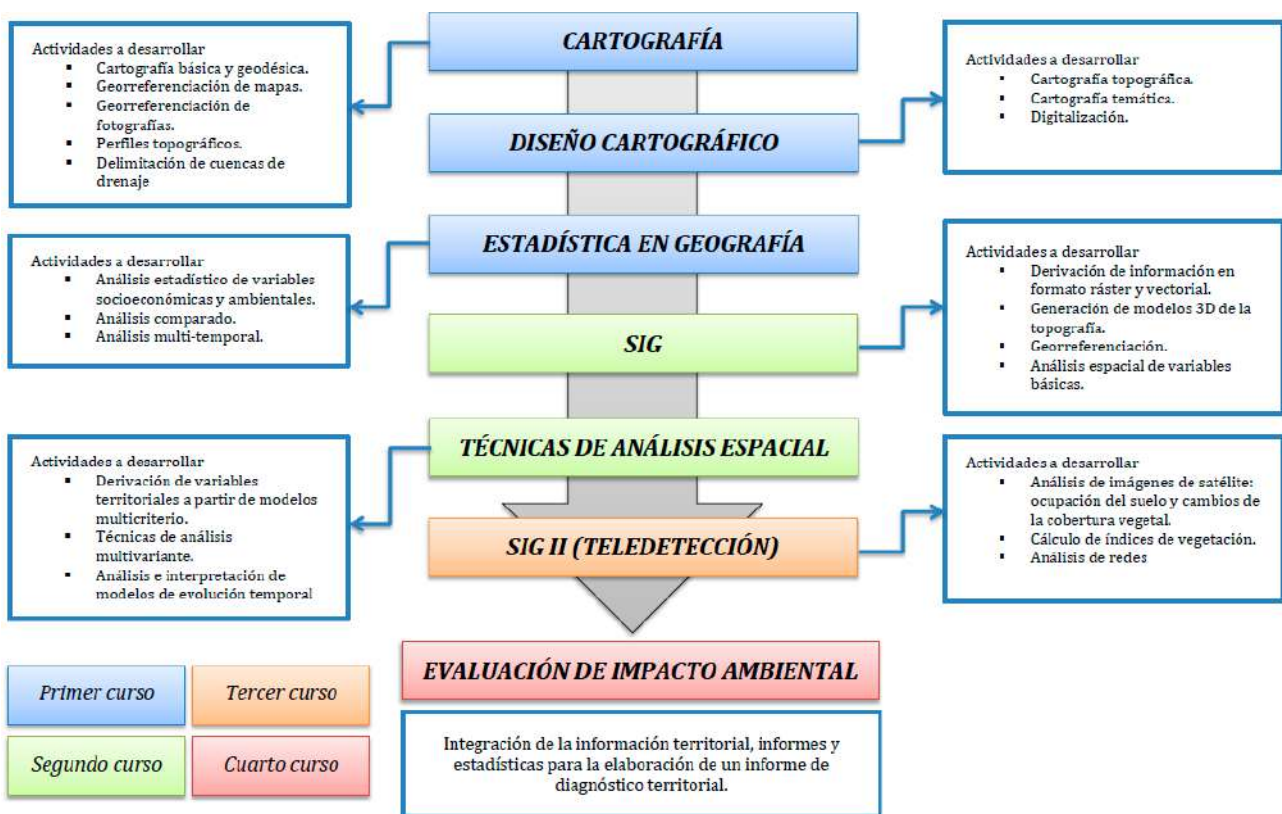 CARTOGRAFÍA
Actividades a desarrollar
▪ Cartografía básica y geodésica.
▪ Georreferenciación de mapas.
▪ Georreferenciación de
fotografías.
▪ Perfiles topográficos.
▪ Delimitación de cuencas de
drenaje
DISEÑO CARTOGRÁFICO
Actividades a desarrollar
▪ Cartografía topográfica.
▪ Cartografía temática.
▪ Digitalización.
ESTADÍSTICA EN GEOGRAFÍA
Actividades a desarrollar
▪ Análisis estadístico de variables
socioeconómicas y ambientales.
▪ Análisis comparado.
▪ Análisis multi-temporal.
SIG
Actividades a desarrollar
▪ Derivación de información en
formato ráster y vectorial.
▪ Generación de modelos 3D de la
topografía.
▪ Georreferenciación.
▪ Análisis espacial de variables
básicas.
TÉCNICAS DE ANÁLISIS ESPACIAL
Actividades a desarrollar
▪ Derivación de variables
territoriales a partir de modelos
multicriterio.
▪ Técnicas de análisis
multivariante.
▪ Análisis e interpretación de
modelos de evolución temporal
SIG II (TELEDETECCIÓN)
Actividades a desarrollar
▪ Análisis de imágenes de satélite:
ocupación del suelo y cambios de
la cobertura vegetal.
▪ Cálculo de índices de vegetación.
▪ Análisis de redes
EVALUACIÓN DE IMPACTO AMBIENTAL
Integración de la información territorial, informes y
estadísticas para la elaboración de un informe de
diagnóstico territorial.
Primer curso
Tercer curso
Segundo curso
Cuarto curso